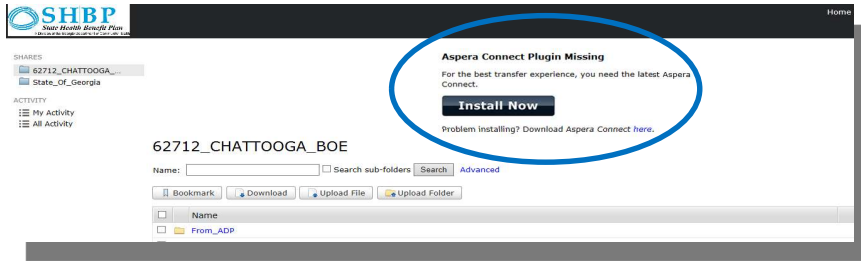 SHBP
State Health Benefit Plan
Home
SHARES
62712_CHATTOOGA_...
State_Of_Georgia
ACTIVITY
My Activity
All Activity
Aspera Connect Plugin Missing
For the best transfer experience, you need the latest Aspera
Connect.
Install Now
Problem installing? Download Aspera Connect here.
62712_CHATTOOGA_BOE
Name: Search sub-folders Search Advanced
Bookmark Download Upload File Upload Folder
Name
From_ADP